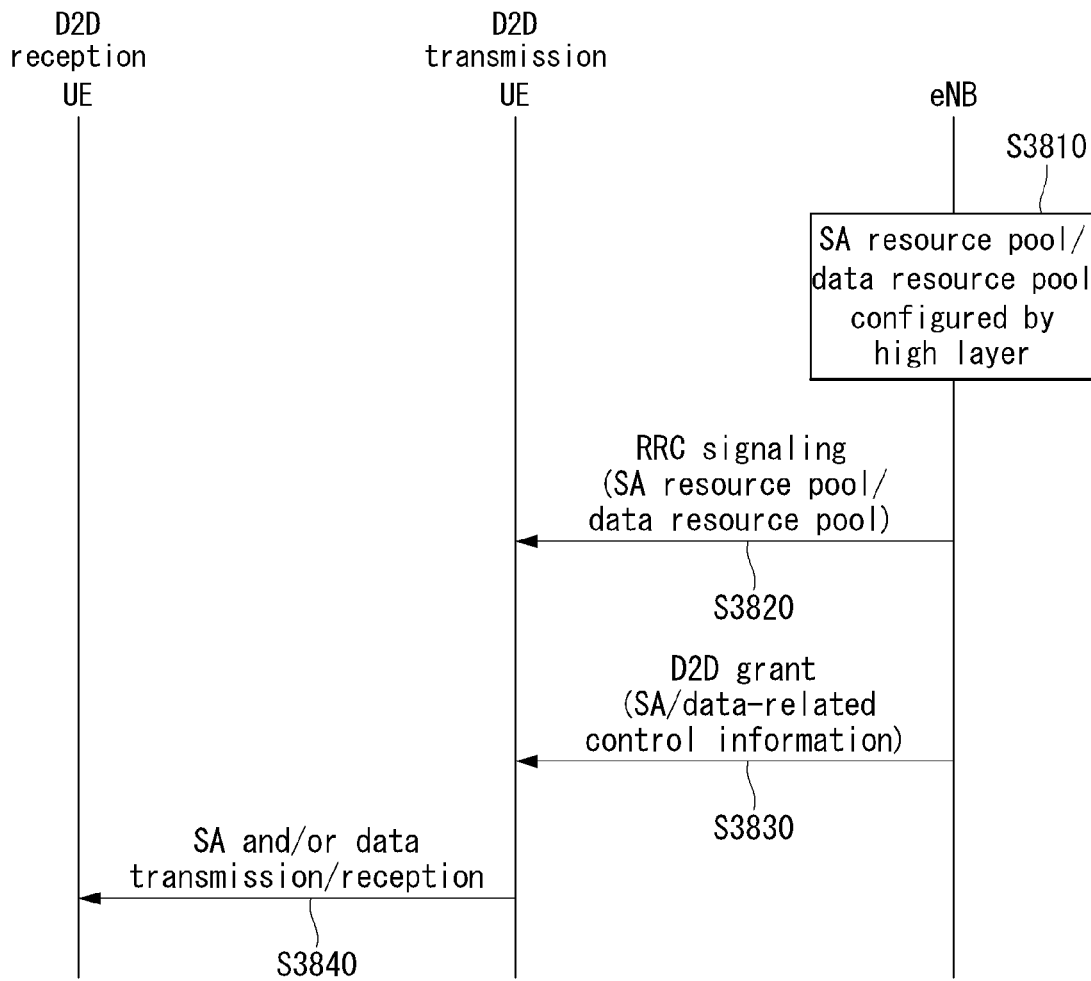 D2D
reception
UE
D2D
transmission
UE
eNB
S3810
SA resource pool/
data resource pool
configured by
high layer
RRC signaling
(SA resource pool/
data resource pool)
S3820
D2D grant
(SA/data-related
control information)
S3830
SA and/or data
transmission/reception
S3840